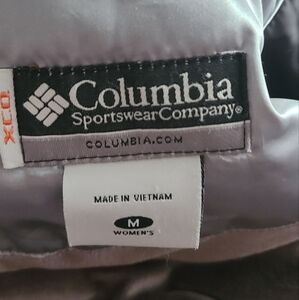 Columbia
SportswearCompany®
COLUMBIA.COM
XCO
MADE IN VIETNAM
M
WOMEN'S